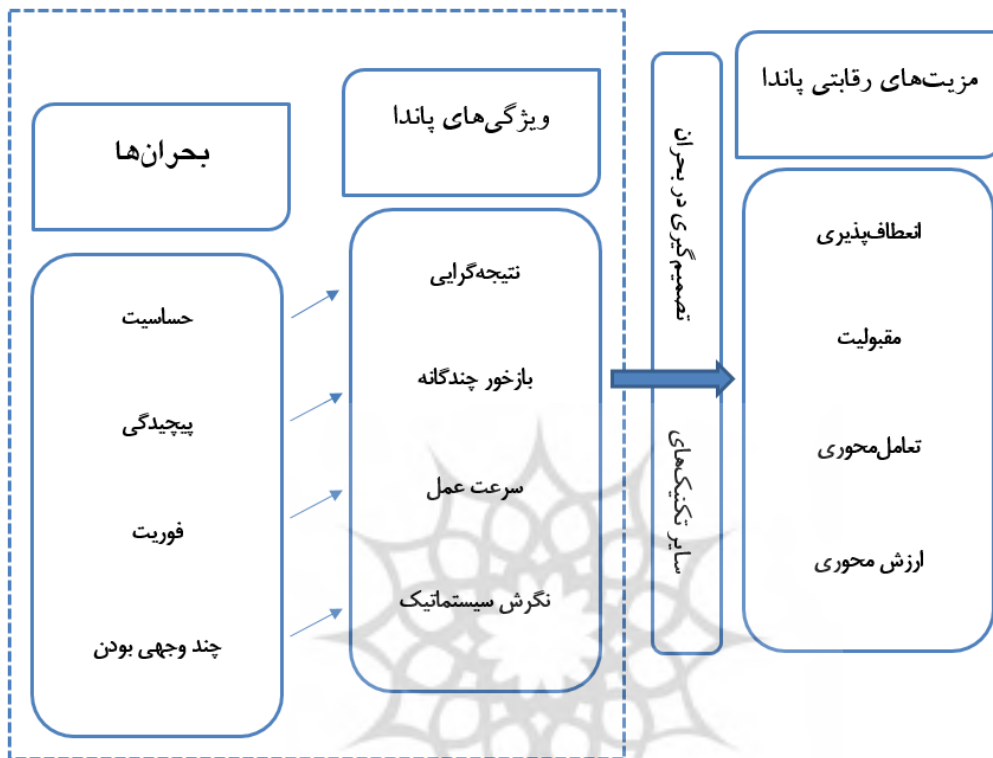 مزیت‌های رقابتی پاندا
انعطاف‌پذیری
مقبولیت
تعامل‌محوری
ارزش محوری
سایر تکنیک‌های تصمیم‌گیری در بحران
ویژگی‌های پاندا
نتیجه‌گرایی
بازخور چندگانه
سرعت عمل
نگرش سیستماتیک
بحران‌ها
حساسیت
پیچیدگی
فوریت
چند وجهی بودن